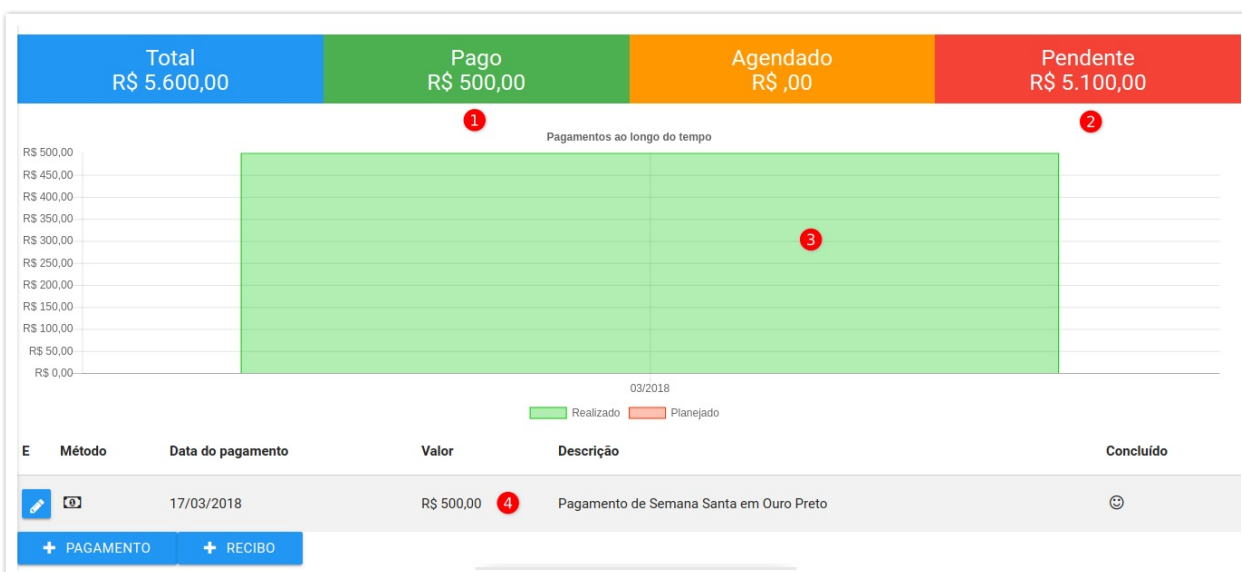 Total Pago Agendado Pendente
R$ 5.600,00 R$ 500,00 R$ ,00 R$ 5.100,00
1 2
Pagamentos ao longo do tempo
R$ 500,00
R$ 450,00
R$ 400,00
R$ 350,00
R$ 300,00 3
R$ 250,00
R$ 200,00
R$ 150,00
R$ 100,00
R$ 50,00
R$ 0,00
03/2018
Realizado Planejado
E Método Data do pagamento Valor Descrição Concluído
17/03/2018 R$ 500,00 4 Pagamento de Semana Santa em Ouro Preto
+ PAGAMENTO + RECIBO